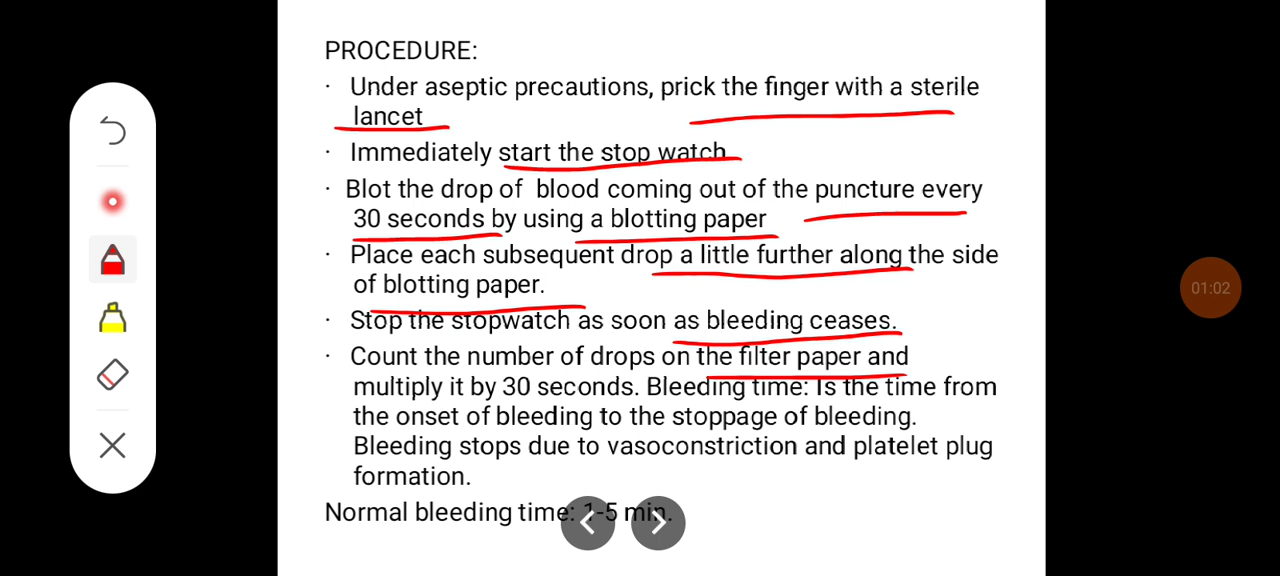 PROCEDURE:
· Under aseptic precautions, prick the finger with a sterile
lancet
· Immediately start the stop watch
· Blot the drop of blood coming out of the puncture every
30 seconds by using a blotting paper
· Place each subsequent drop a little further along the side
of blotting paper.
· Stop the stopwatch as soon as bleeding ceases.
· Count the number of drops on the filter paper and
multiply it by 30 seconds. Bleeding time: Is the time from
the onset of bleeding to the stoppage of bleeding.
Bleeding stops due to vasoconstriction and platelet plug
formation.
Normal bleeding time: 1-5 min.
01:02